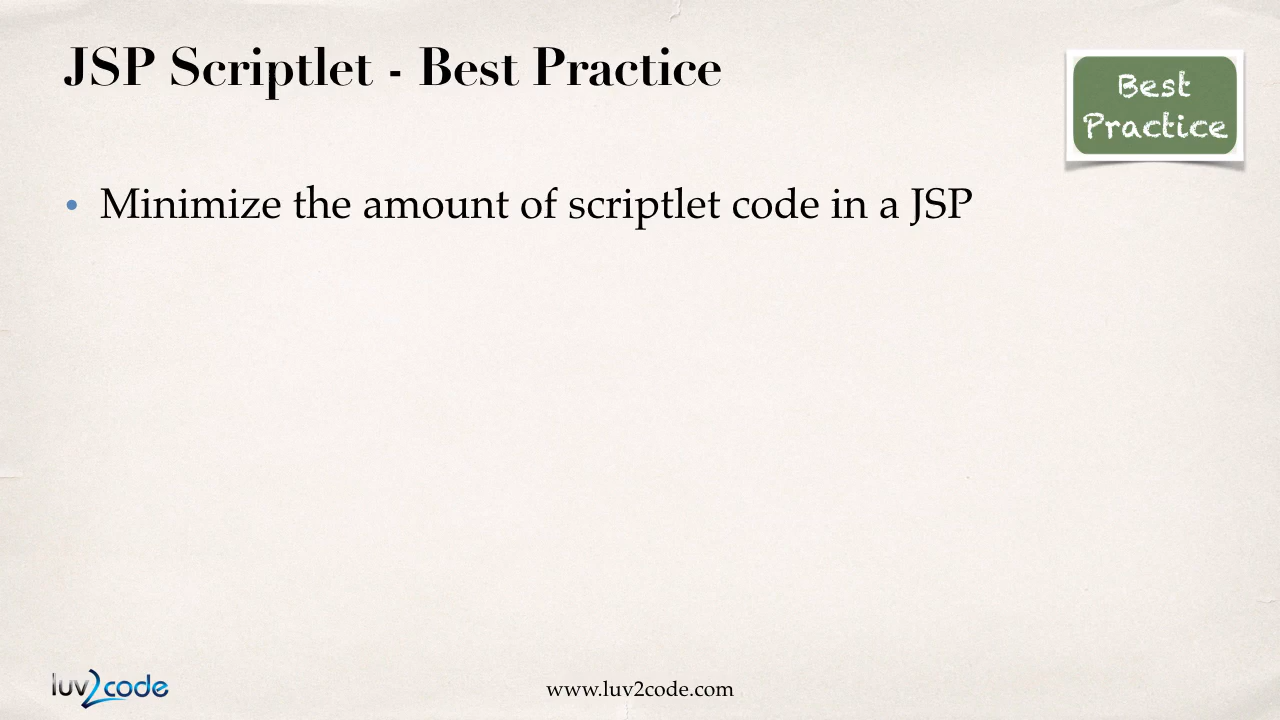 JSP Scriptlet - Best Practice
Best
Practice
• Minimize the amount of scriptlet code in a JSP
luv2code
www.luv2code.com